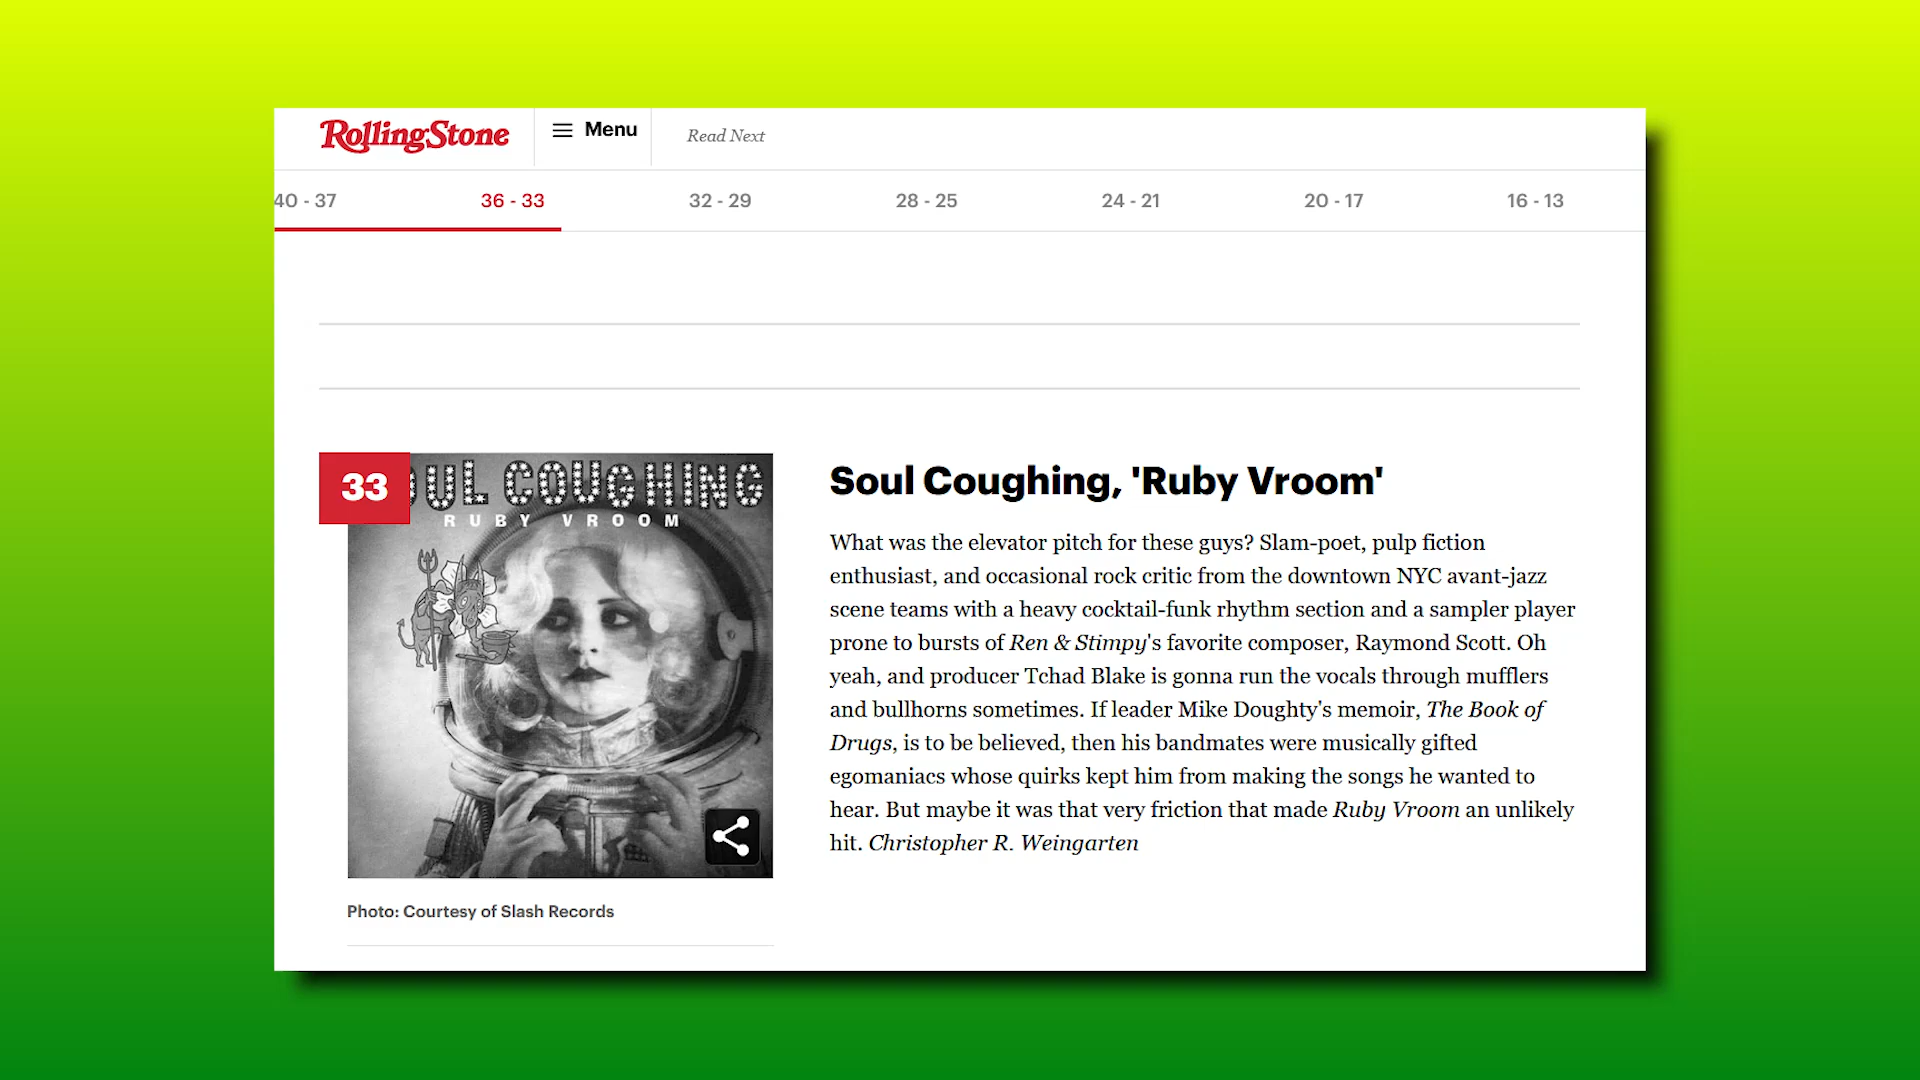 RollingStone
Menu
Read Next
40 - 37
36 - 33
32 - 29
28 - 25
24 - 21
20 - 17
16 - 13
33
OUL COUGHING
RUBY VROOM
Soul Coughing, 'Ruby Vroom'
What was the elevator pitch for these guys? Slam-poet, pulp fiction
enthusiast, and occasional rock critic from the downtown NYC avant-jazz
scene teams with a heavy cocktail-funk rhythm section and a sampler player
prone to bursts of Ren & Stimpy's favorite composer, Raymond Scott. Oh
yeah, and producer Tchad Blake is gonna run the vocals through mufflers
and bullhorns sometimes. If leader Mike Doughty's memoir, The Book of
Drugs, is to be believed, then his bandmates were musically gifted
egomaniacs whose quirks kept him from making the songs he wanted to
hear. But maybe it was that very friction that made Ruby Vroom an unlikely
hit. Christopher R. Weingarten
Photo: Courtesy of Slash Records